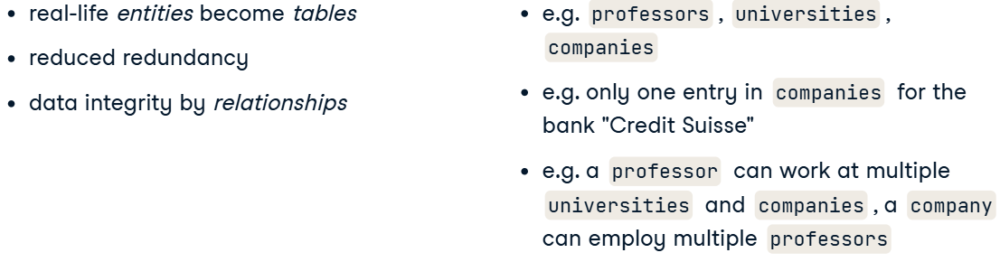 • real-life entities become tables
• reduced redundancy
• data integrity by relationships
• e.g. professors , universities ,
companies
• e.g. only one entry in companies for the
bank "Credit Suisse"
• e.g. a professor can work at multiple
universities and companies , a company
can employ multiple professors